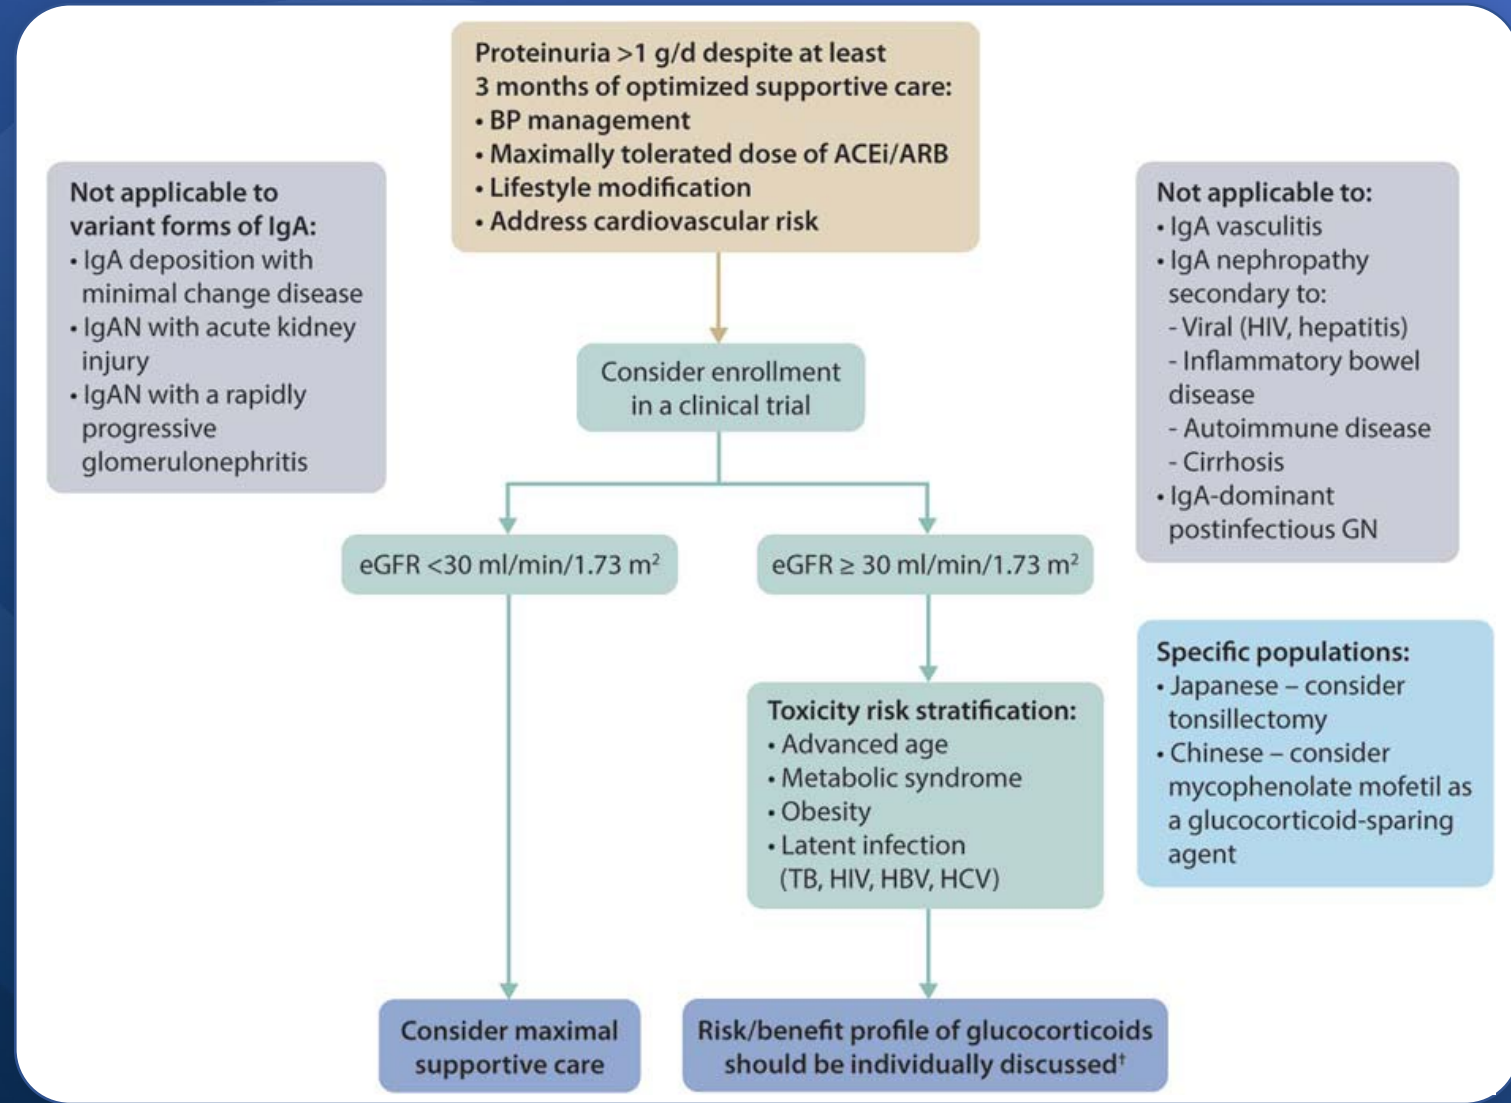 Proteinuria >1 g/d despite at least
3 months of optimized supportive care:
• BP management
• Maximally tolerated dose of ACEi/ARB
• Lifestyle modification
• Address cardiovascular risk
Not applicable to
variant forms of IgA:
• IgA deposition with
minimal change disease
• IgAN with acute kidney
injury
• IgAN with a rapidly
progressive
glomerulonephritis
Not applicable to:
• IgA vasculitis
• IgA nephropathy
secondary to:
- Viral (HIV, hepatitis)
- Inflammatory bowel
disease
- Autoimmune disease
- Cirrhosis
• IgA-dominant
postinfectious GN
Consider enrollment
in a clinical trial
eGFR <30 ml/min/1.73 m²
eGFR ≥ 30 ml/min/1.73 m²
Toxicity risk stratification:
• Advanced age
• Metabolic syndrome
• Obesity
• Latent infection
(TB, HIV, HBV, HCV)
Specific populations:
• Japanese – consider
tonsillectomy
• Chinese – consider
mycophenolate mofetil as
a glucocorticoid-sparing
agent
Consider maximal
supportive care
Risk/benefit profile of glucocorticoids
should be individually discussed†